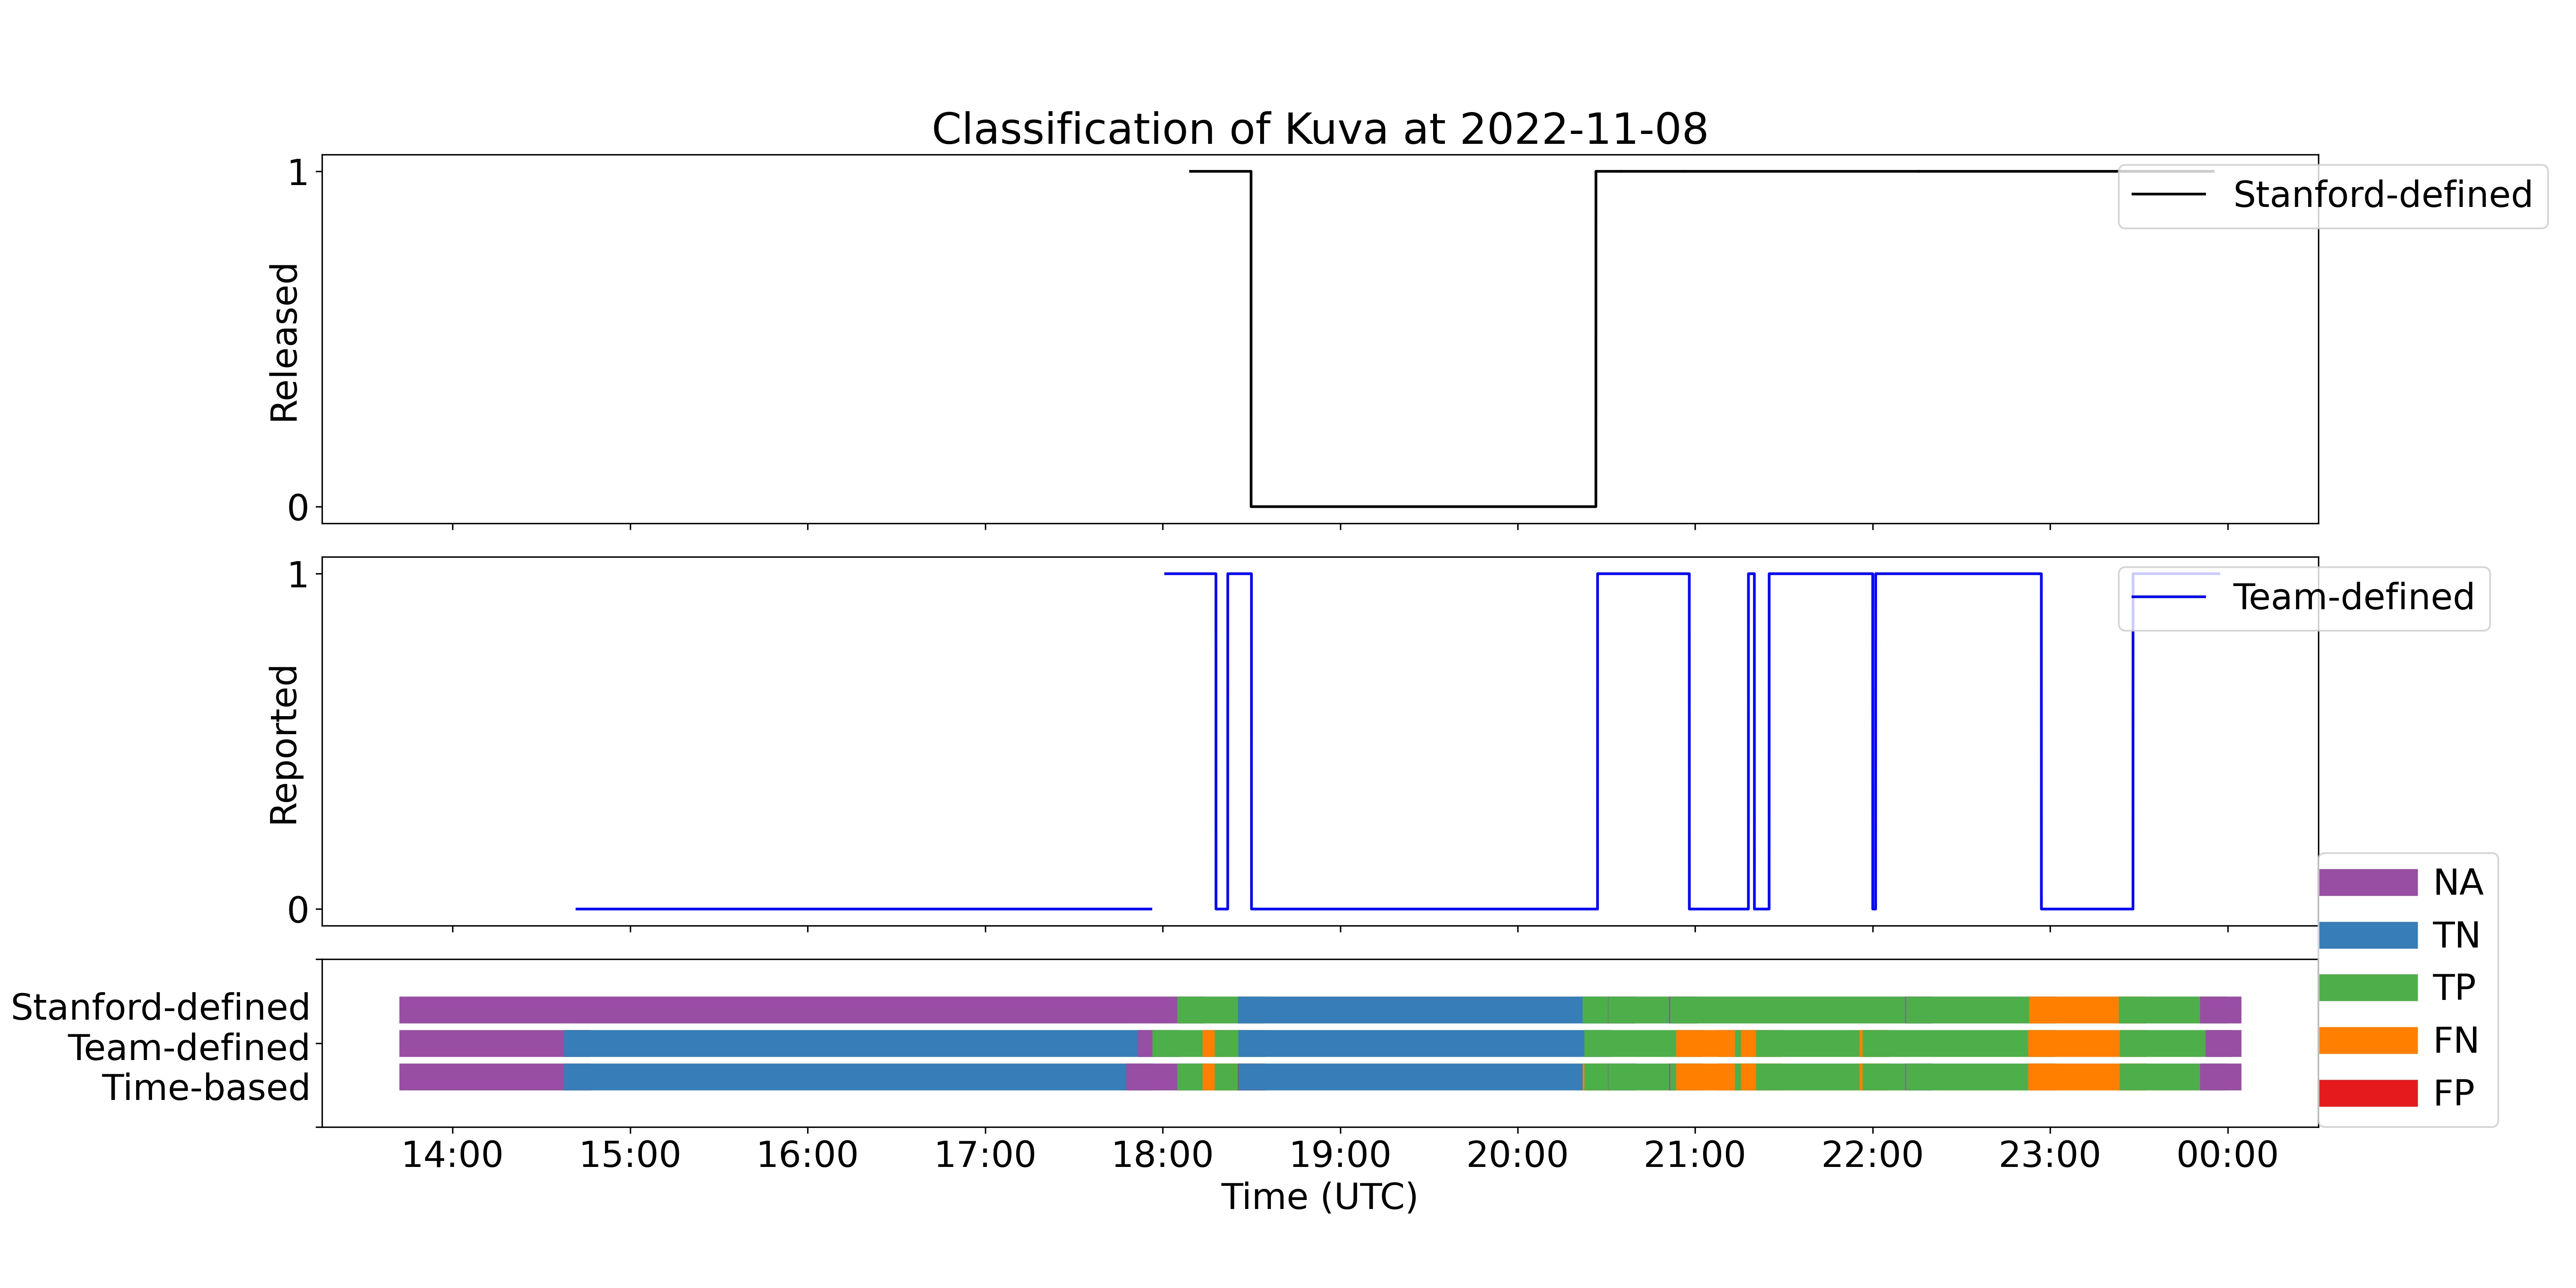 Classification of Kuva at 2022-11-08
1
0
Released
Stanford-defined
1
0
Reported
Team-defined
NA
TN
TP
FN
FP
Stanford-defined
Team-defined
Time-based
14:00 15:00 16:00 17:00 18:00 19:00 20:00 21:00 22:00 23:00 00:00
Time (UTC)